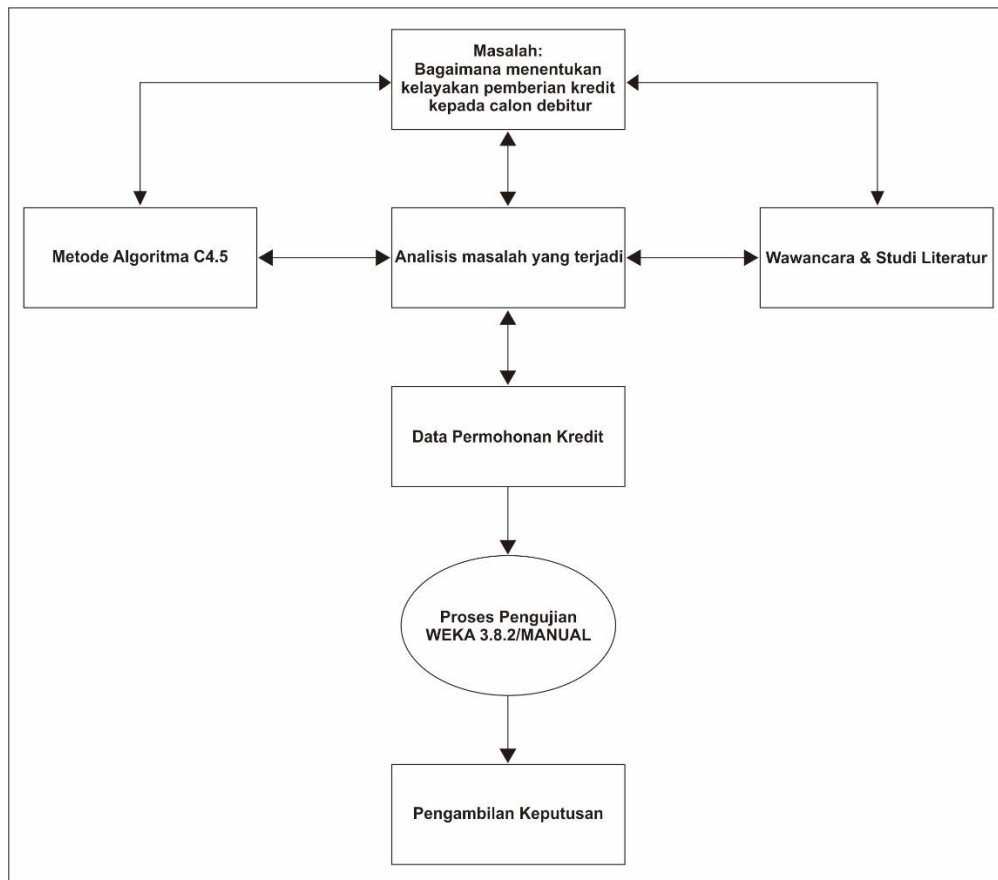 Masalah:
Bagaimana menentukan
kelayakan pemberian kredit
kepada calon debitur
Metode Algoritma C4.5
Analisis masalah yang terjadi
Wawancara & Studi Literatur
Data Permohonan Kredit
Proses Pengujian
WEKA 3.8.2/MANUAL
Pengambilan Keputusan